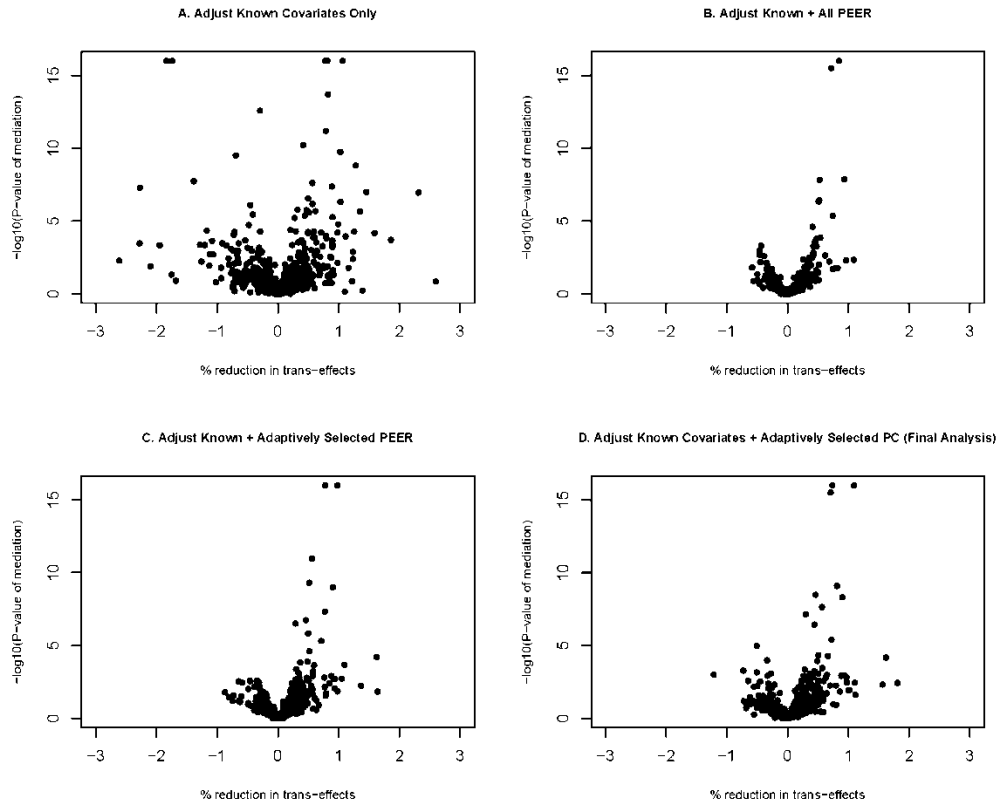 A. Adjust Known Covariates Only
−log10(P−value of mediation)
15
10
5
0
−3 −2 −1 0 1 2 3
% reduction in trans−effects
B. Adjust Known + All PEER
−log10(P−value of mediation)
15
10
5
0
−3 −2 −1 0 1 2 3
% reduction in trans−effects
C. Adjust Known + Adaptively Selected PEER
−log10(P−value of mediation)
15
10
5
0
−3 −2 −1 0 1 2 3
% reduction in trans−effects
D. Adjust Known Covariates + Adaptively Selected PC (Final Analysis)
−log10(P−value of mediation)
15
10
5
0
−3 −2 −1 0 1 2 3
% reduction in trans−effects